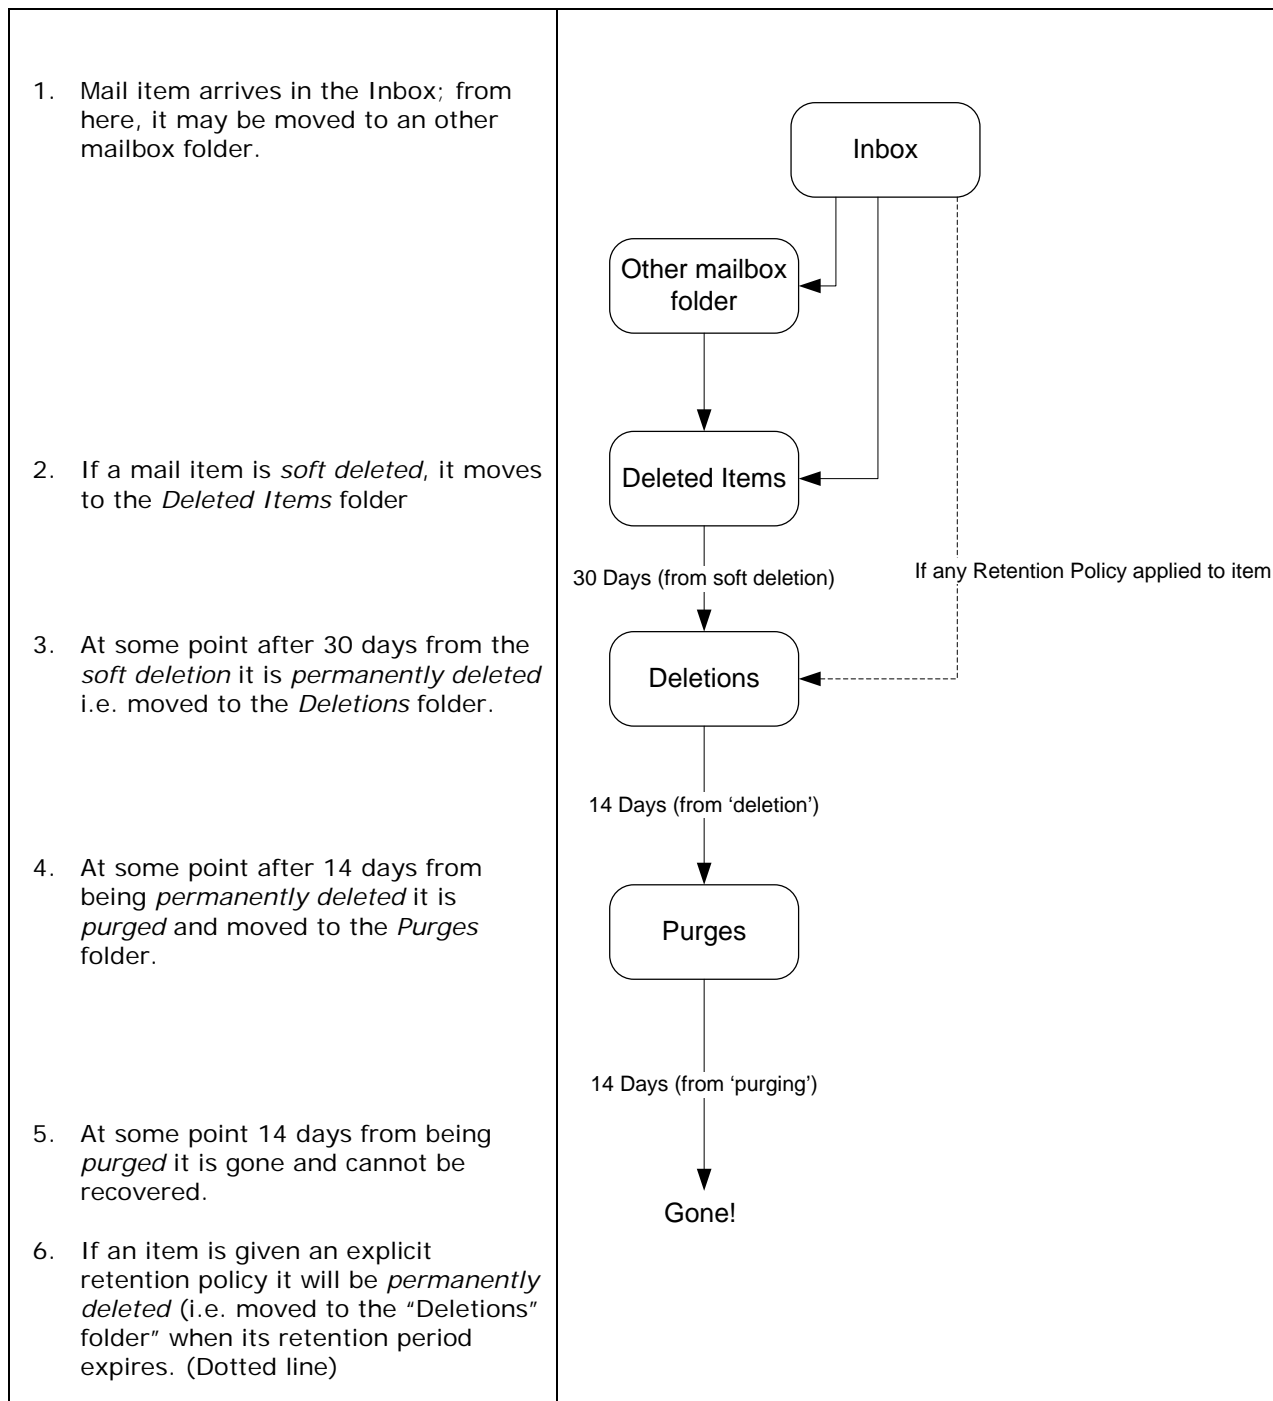 1. Mail item arrives in the Inbox; from
here, it may be moved to an other
mailbox folder.
2. If a mail item is soft deleted, it moves
to the Deleted Items folder
3. At some point after 30 days from the
soft deletion it is permanently deleted
i.e. moved to the Deletions folder.
4. At some point after 14 days from
being permanently deleted it is
purged and moved to the Purges
folder.
5. At some point 14 days from being
purged it is gone and cannot be
recovered.
6. If an item is given an explicit
retention policy it will be permanently
deleted (i.e. moved to the “Deletions”
folder” when its retention period
expires. (Dotted line)
Inbox
Other mailbox
folder
Deleted Items
30 Days (from soft deletion)
If any Retention Policy applied to item
Deletions
14 Days (from ‘deletion’)
Purges
14 Days (from ‘purging’)
Gone!